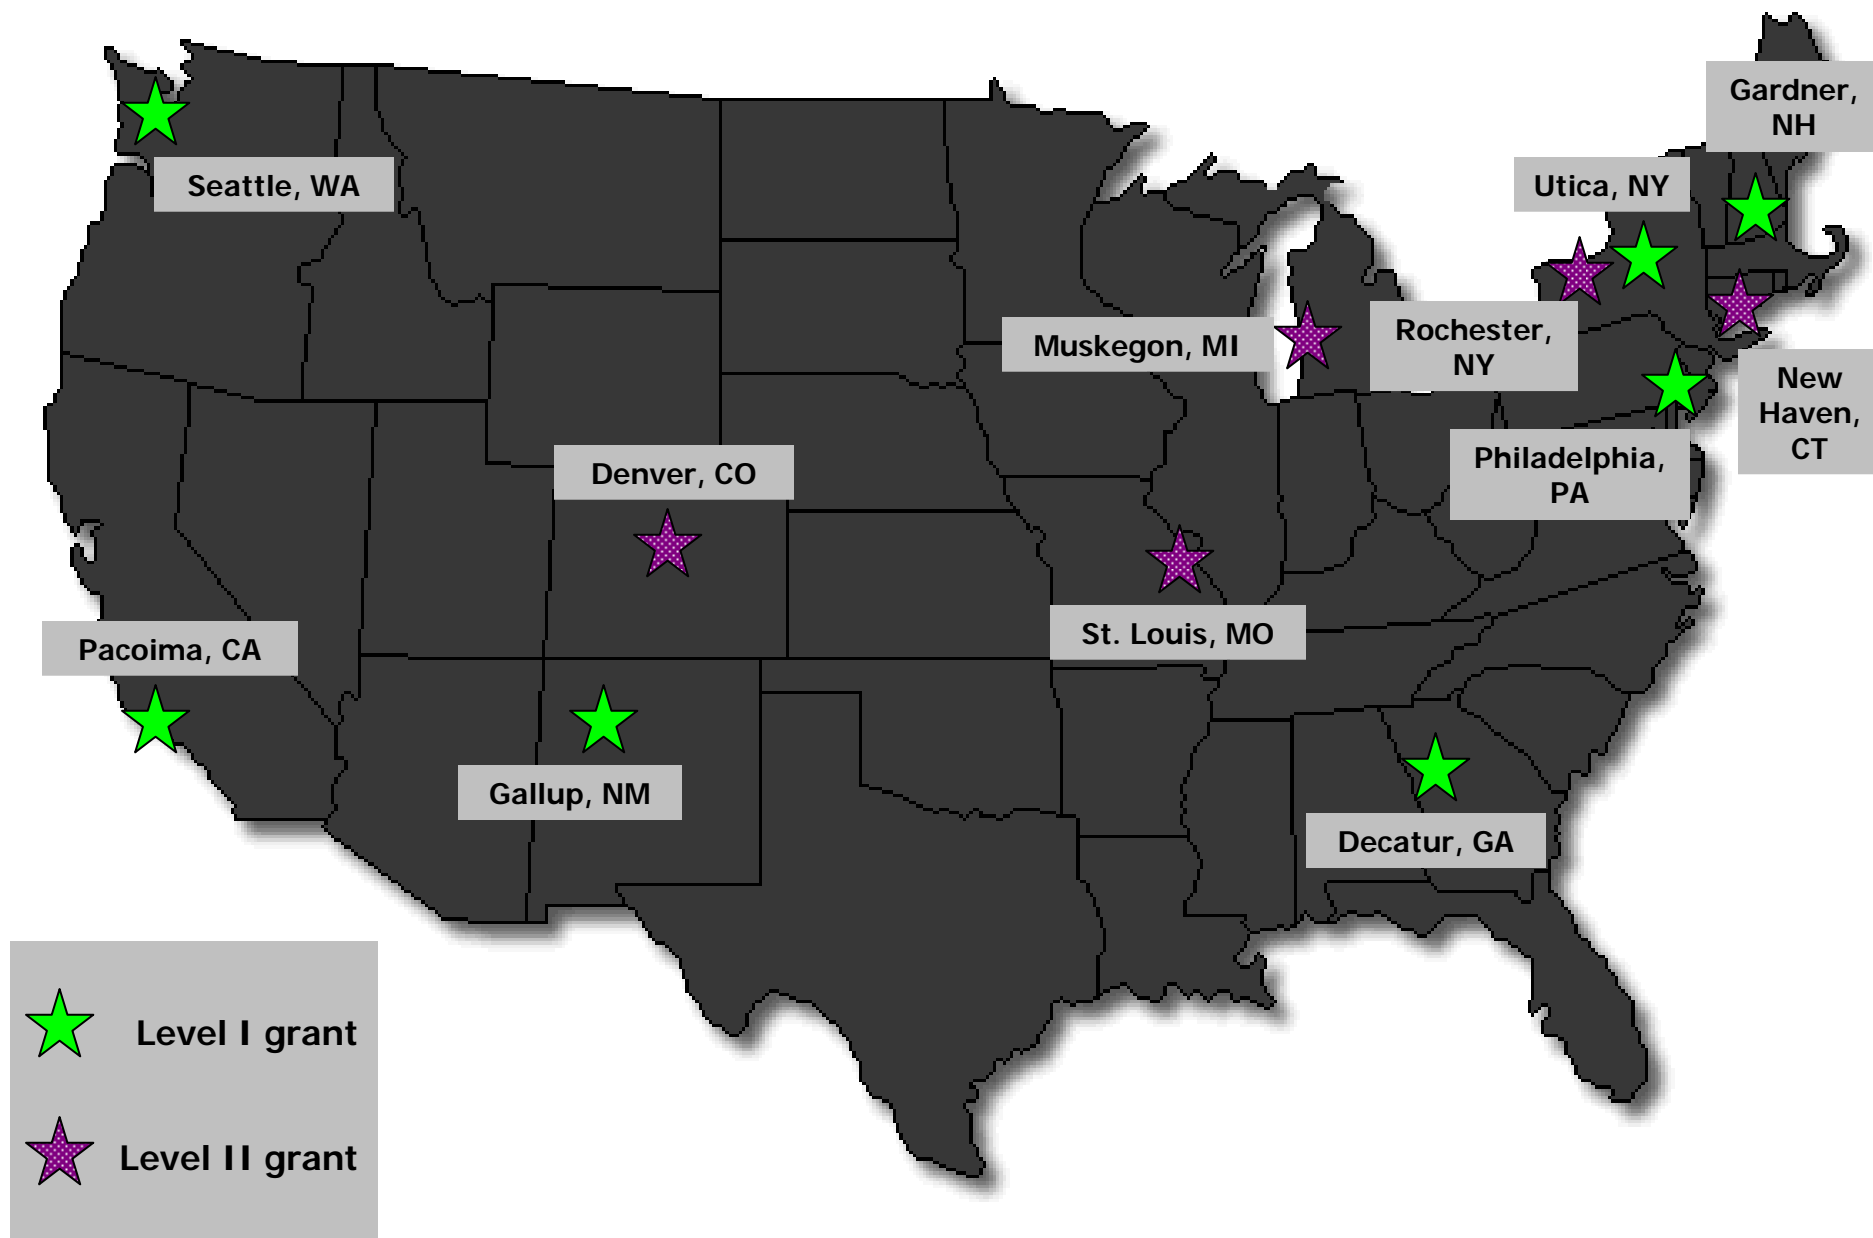 Gardner,
NH
Seattle, WA
Utica, NY
Muskegon, MI
Rochester,
NY
New
Haven,
CT
Denver, CO
Philadelphia,
PA
Pacoima, CA
St. Louis, MO
Gallup, NM
Decatur, GA
Level I grant
Level II grant